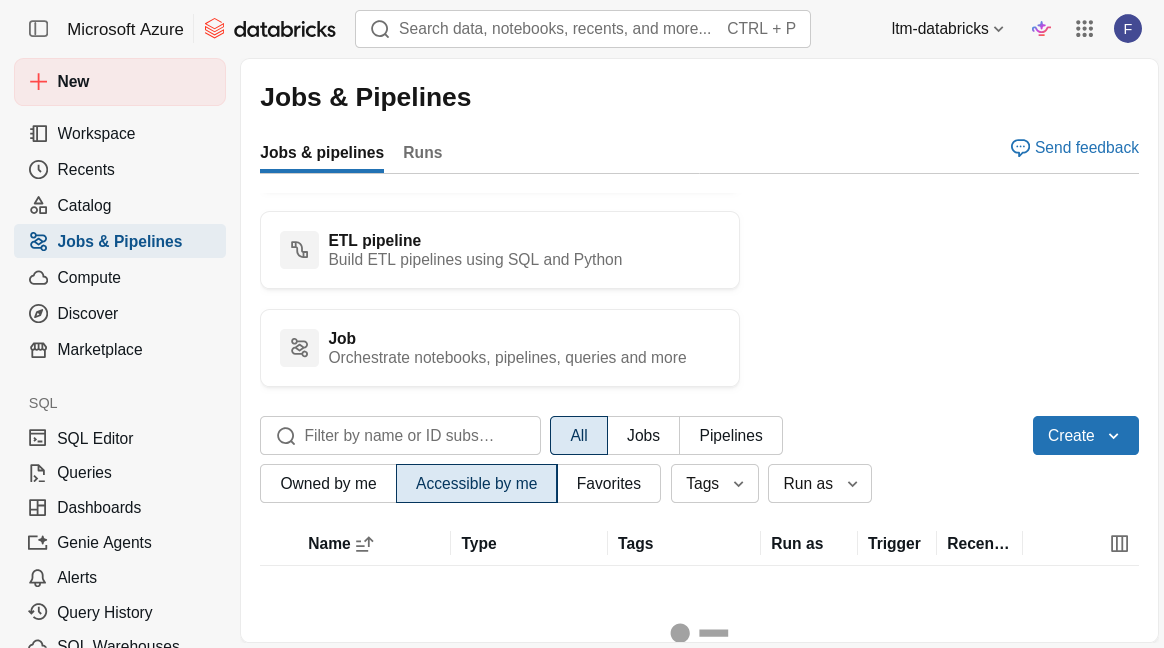 Microsoft Azure
databricks
Search data, notebooks, recents, and more... CTRL + P
ltm-databricks
F
New
Workspace
Recents
Catalog
Jobs & Pipelines
Compute
Discover
Marketplace
SQL
SQL Editor
Queries
Dashboards
Genie Agents
Alerts
Query History
SQL Warehouses
Jobs & Pipelines
Jobs & pipelines Runs
Send feedback
ETL pipeline
Build ETL pipelines using SQL and Python
Job
Orchestrate notebooks, pipelines, queries and more
Filter by name or ID subs… All Jobs Pipelines Create
Owned by me Accessible by me Favorites Tags Run as
Name Type Tags Run as Trigger Recen…